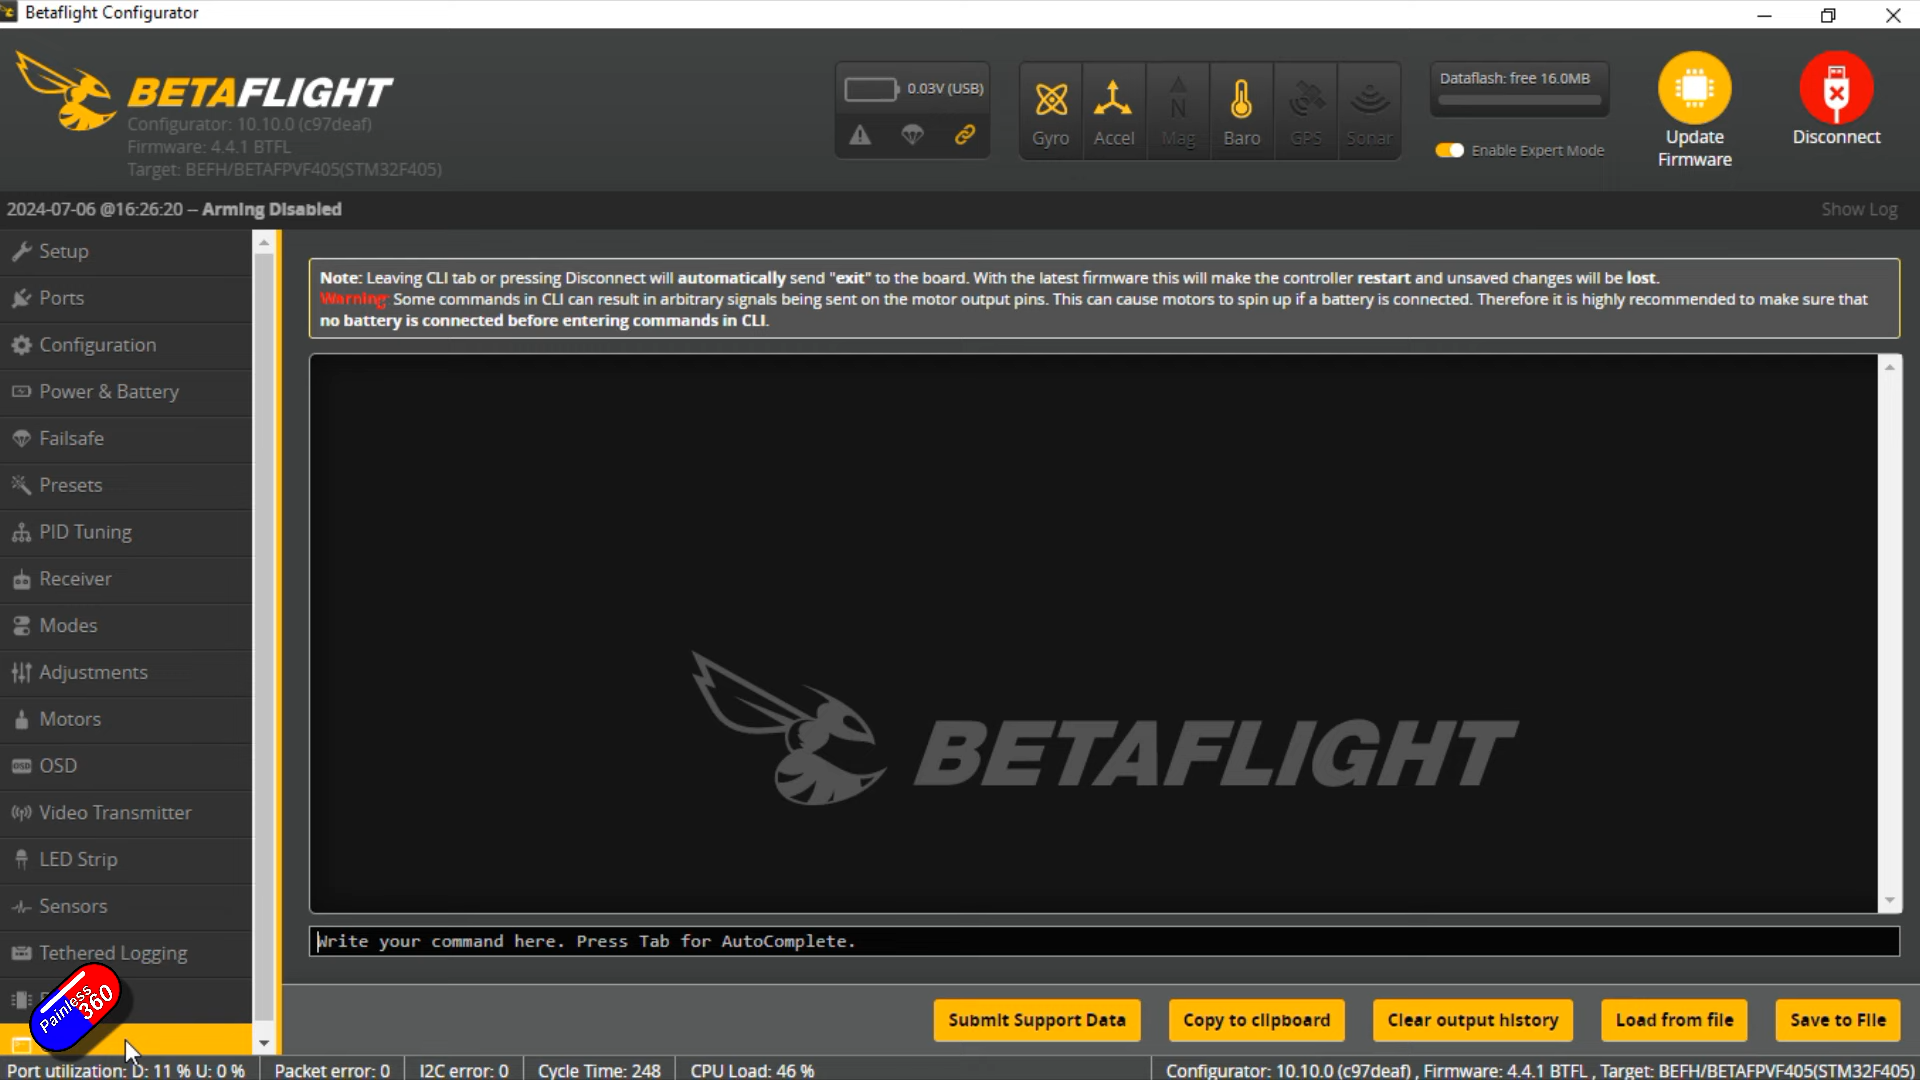 Betaflight Configurator
BETAFLIGHT
Configurator: 10.10.0 (c97deaf)
Firmware: 4.4.1 BTFL
Target: BEFH/BETAFPVF405(STM32F405)
0.03V (USB)
Gyro
Accel
Mag
Baro
GPS
Sonar
Dataflash: free 16.0MB
Enable Expert Mode
Update
Firmware
Disconnect
2024-07-06 @16:26:20 -- Arming Disabled
Show Log
Setup
Ports
Configuration
Power & Battery
Failsafe
Presets
PID Tuning
Receiver
Modes
Adjustments
Motors
OSD
OSD
Video Transmitter
LED Strip
Sensors
Tethered Logging
Painless
360
Note: Leaving CLI tab or pressing Disconnect will automatically send "exit" to the board. With the latest firmware this will make the controller restart and unsaved changes will be lost.
Warning: Some commands in CLI can result in arbitrary signals being sent on the motor output pins. This can cause motors to spin up if a battery is connected. Therefore it is highly recommended to make sure that
no battery is connected before entering commands in CLI.
BETAFLIGHT
Write your command here. Press Tab for AutoComplete.
Submit Support Data
Copy to clipboard
Clear output history
Load from file
Save to File
Port utilization: D: 11 % U: 0 %
Packet error: 0
I2C error: 0
Cycle Time: 248
CPU Load: 46 %
Configurator: 10.10.0 (c97deaf) , Firmware: 4.4.1 BTFL , Target: BEFH/BETAFPVF405(STM32F405)